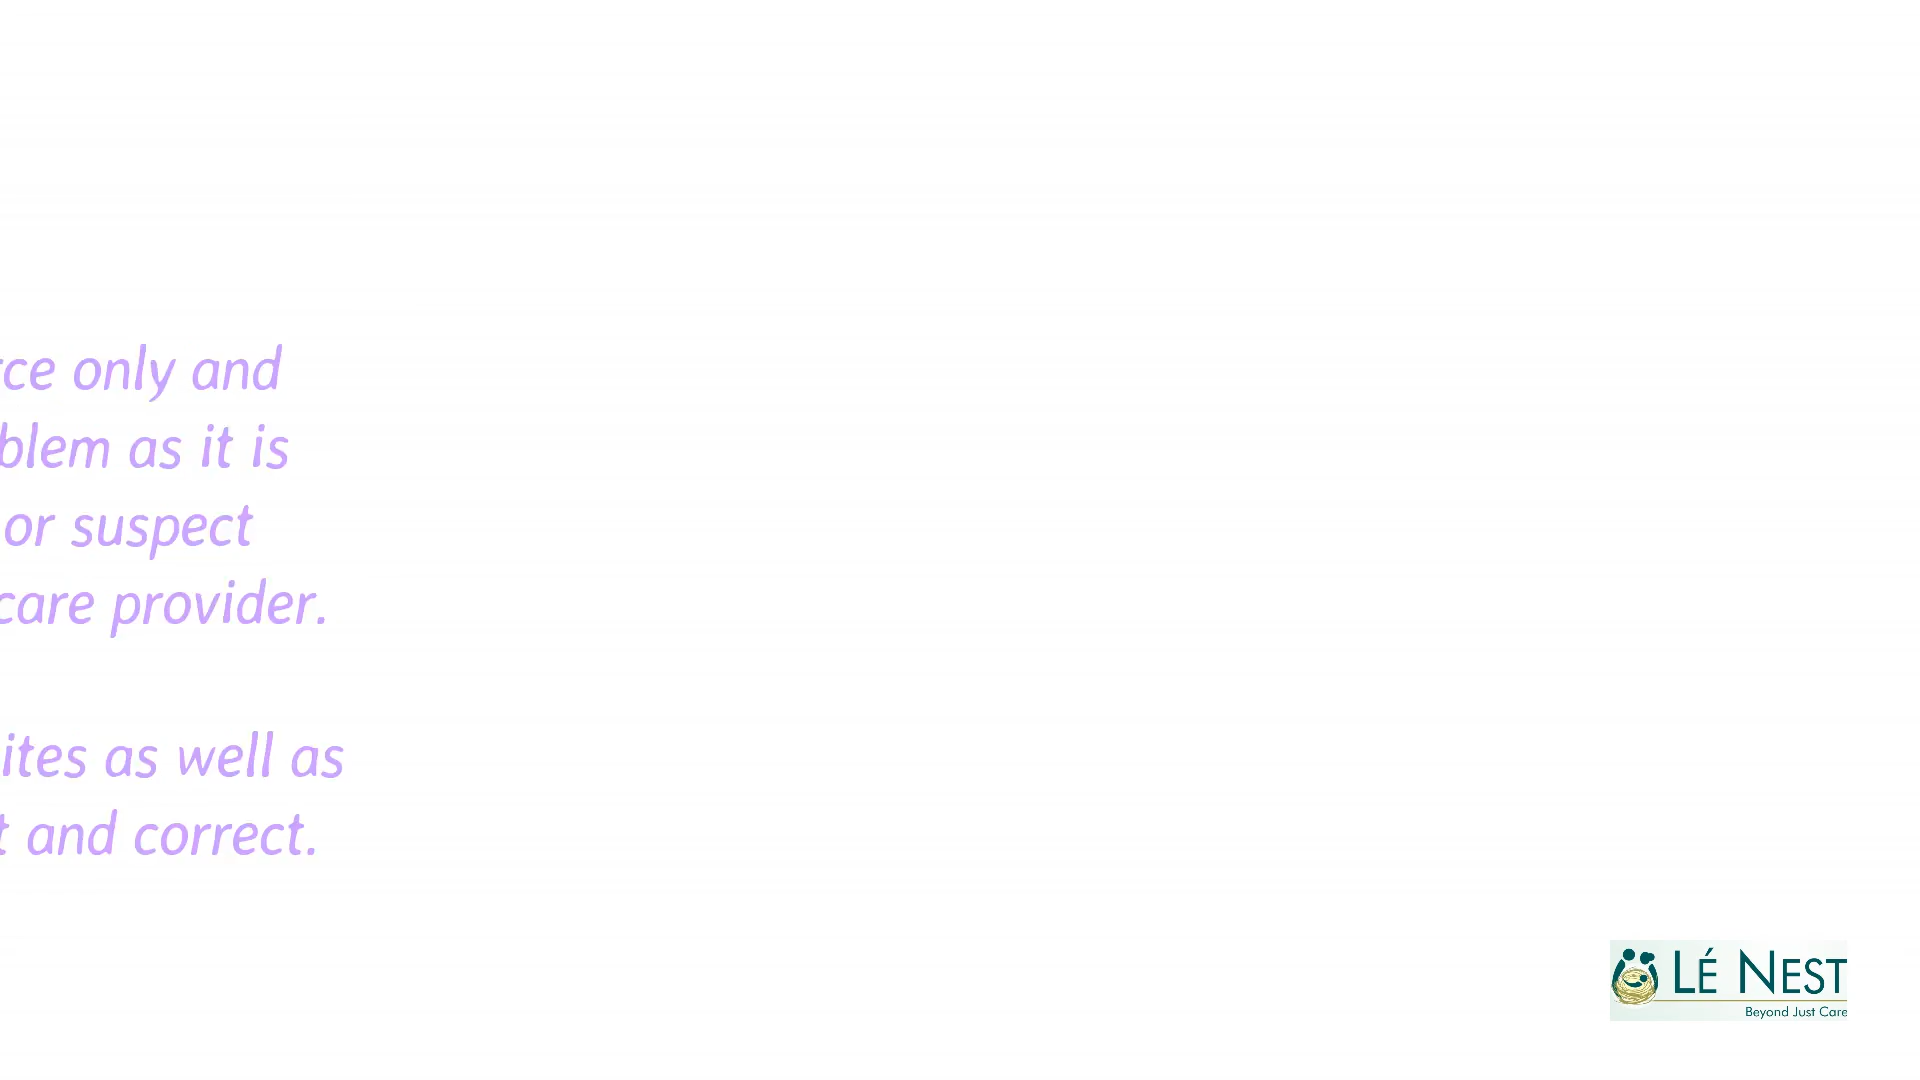 ce only and
blem as it is
or suspect
care provider.
ites as well as
t and correct.
LÉ NEST
Beyond Just Care